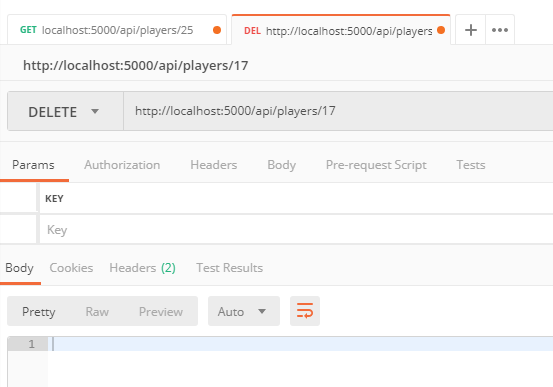 GET http://localhost:5000/api/players/25 DEL http://localhost:5000/api/players
http://localhost:5000/api/players/17
DELETE http://localhost:5000/api/players/17
Params Authorization Headers Body Pre-request Script Tests
KEY
Key
Body Cookies Headers (2) Test Results
Pretty Raw Preview Auto
1